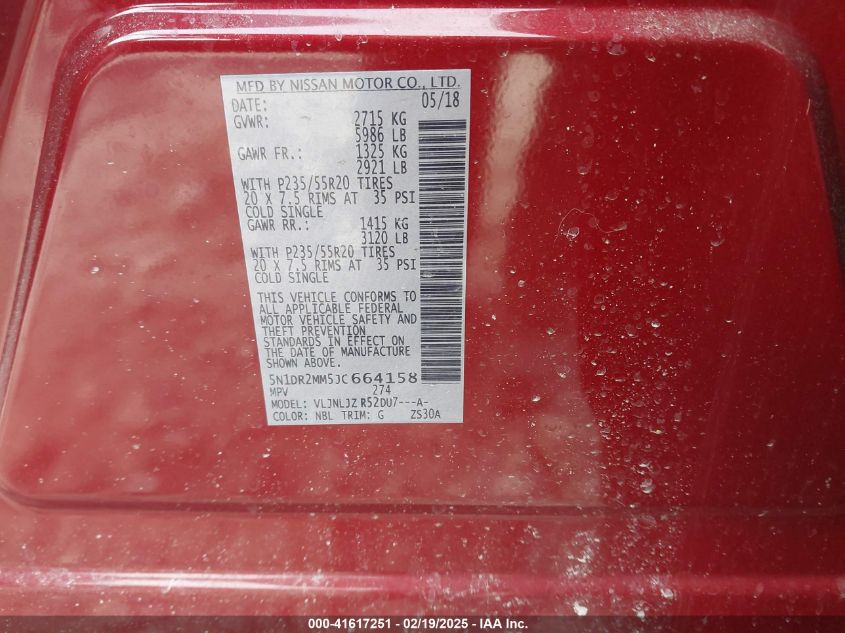 MFD BY NISSAN MOTOR CO., LTD.
DATE: 05/18
GVWR: 2715 KG
5986 LB
GAWR FR.: 1325 KG
2921 LB
WITH P235/55R20 TIRES
20 X 7.5 RIMS AT 35 PSI
COLD SINGLE
GAWR RR.: 1415 KG
3120 LB
WITH P235/55R20 TIRES
20 X 7.5 RIMS AT 35 PSI
COLD SINGLE
THIS VEHICLE CONFORMS TO
ALL APPLICABLE FEDERAL
MOTOR VEHICLE SAFETY AND
THEFT PREVENTION
STANDARDS IN EFFECT ON
THE DATE OF MANUFACTURE
SHOWN ABOVE.
5N1DR2MM5JC664158
MPV 274
MODEL: VLJNLJZ R52DU7---A-
COLOR: NBL TRIM: G ZS30A
000-41617251 - 02/19/2025 - IAA Inc.